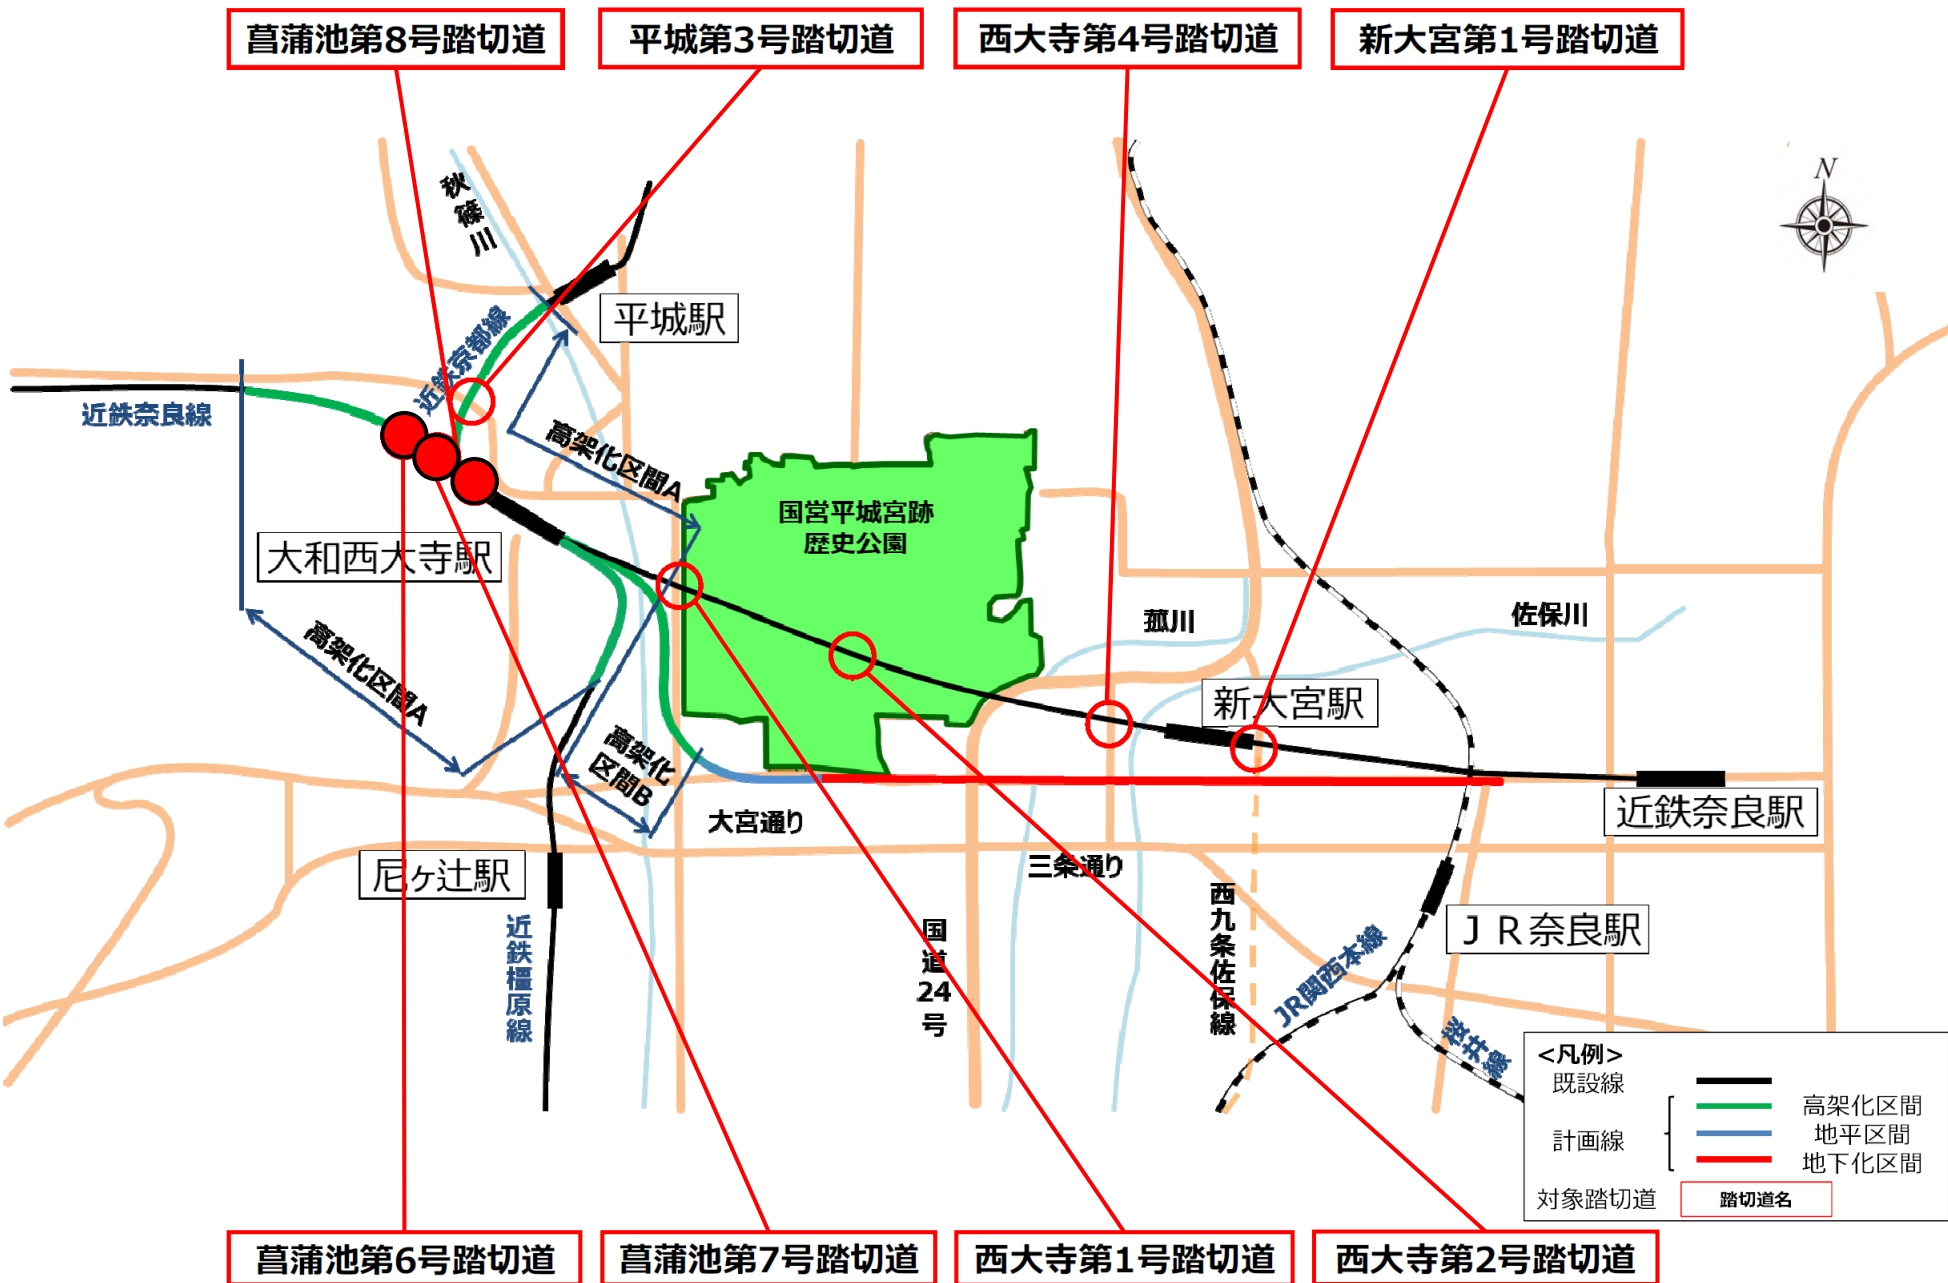 菖蒲池第8号踏切道
平城第3号踏切道
西大寺第4号踏切道
新大宮第1号踏切道
秋篠川
N
平城駅
近鉄京都線
近鉄奈良線
高架化区間A
国営平城宮跡
歴史公園
大和西大寺駅
菰川
佐保川
高架化区間A
新大宮駅
高架化
区間B
大宮通り
近鉄奈良駅
三条通り
尼ヶ辻駅
西九条佐保線
国道24号
近鉄橿原線
JR奈良駅
JR関西本線
桜井線
<凡例>
既設線
高架化区間
計画線
地平区間
地下化区間
対象踏切道
踏切道名
菖蒲池第6号踏切道
菖蒲池第7号踏切道
西大寺第1号踏切道
西大寺第2号踏切道